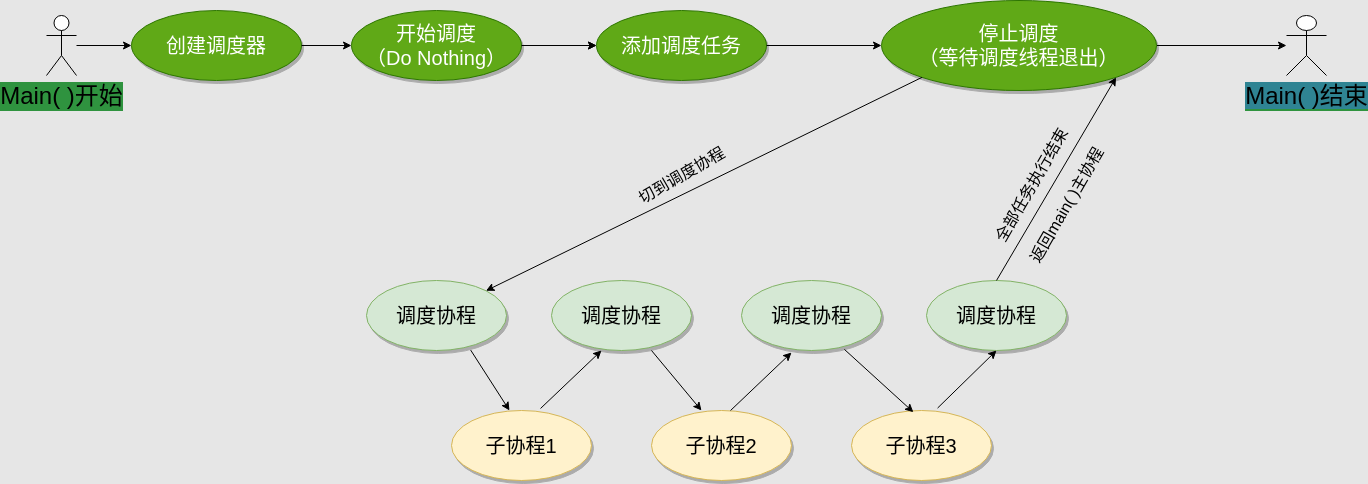 创建调度器
开始调度
（Do Nothing）
添加调度任务
停止调度
（等待调度线程退出）
Main( )开始
Main( )结束
切到调度协程
全部任务执行结束
返回main( )主协程
调度协程
调度协程
调度协程
调度协程
子协程1
子协程2
子协程3